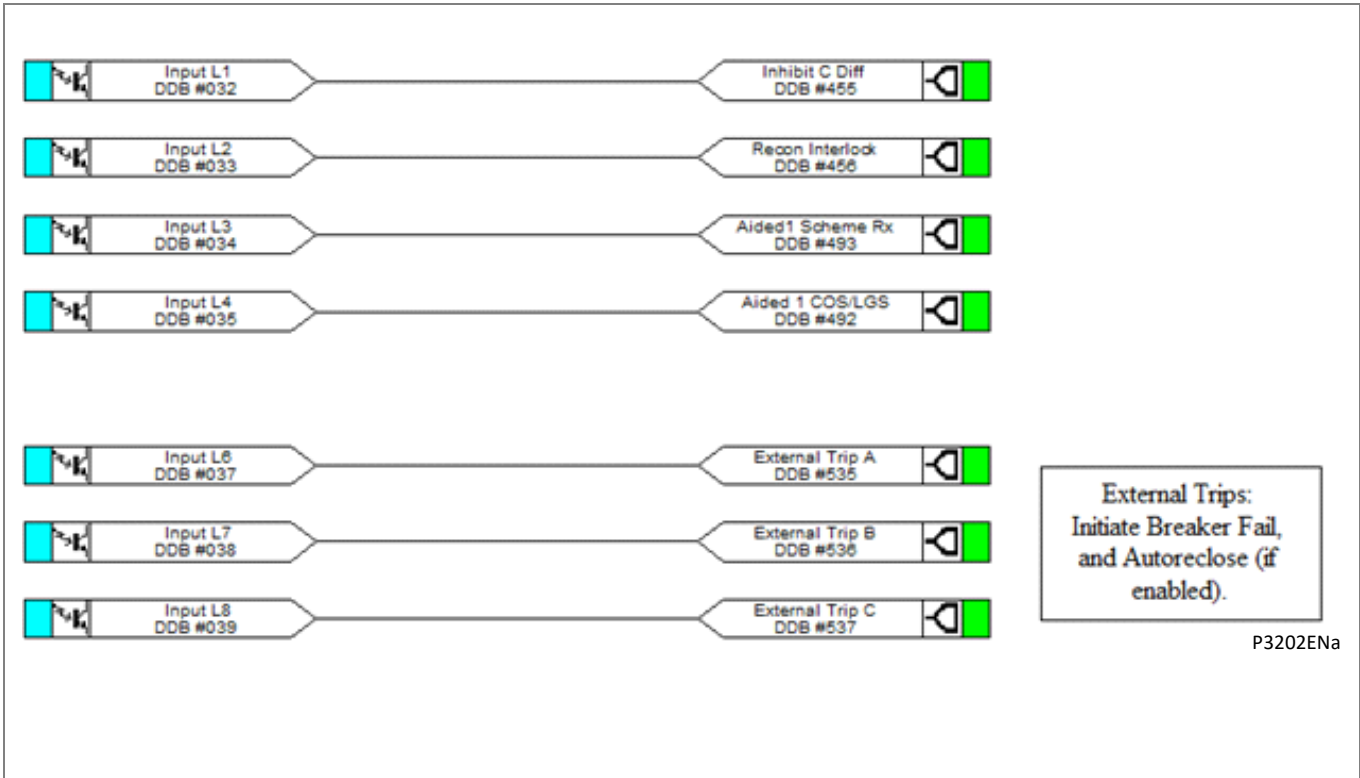 Input L1
DDB #032
Inhibit C Diff
DDB #455
Input L2
DDB #033
Recon Interlock
DDB #456
Input L3
DDB #034
Aided1 Scheme Rx
DDB #493
Input L4
DDB #035
Aided 1 COS/LGS
DDB #492
Input L6
DDB #037
External Trip A
DDB #535
Input L7
DDB #038
External Trip B
DDB #536
Input L8
DDB #039
External Trip C
DDB #537
External Trips:
Initiate Breaker Fail,
and Autoreclose (if
enabled).
P3202ENa